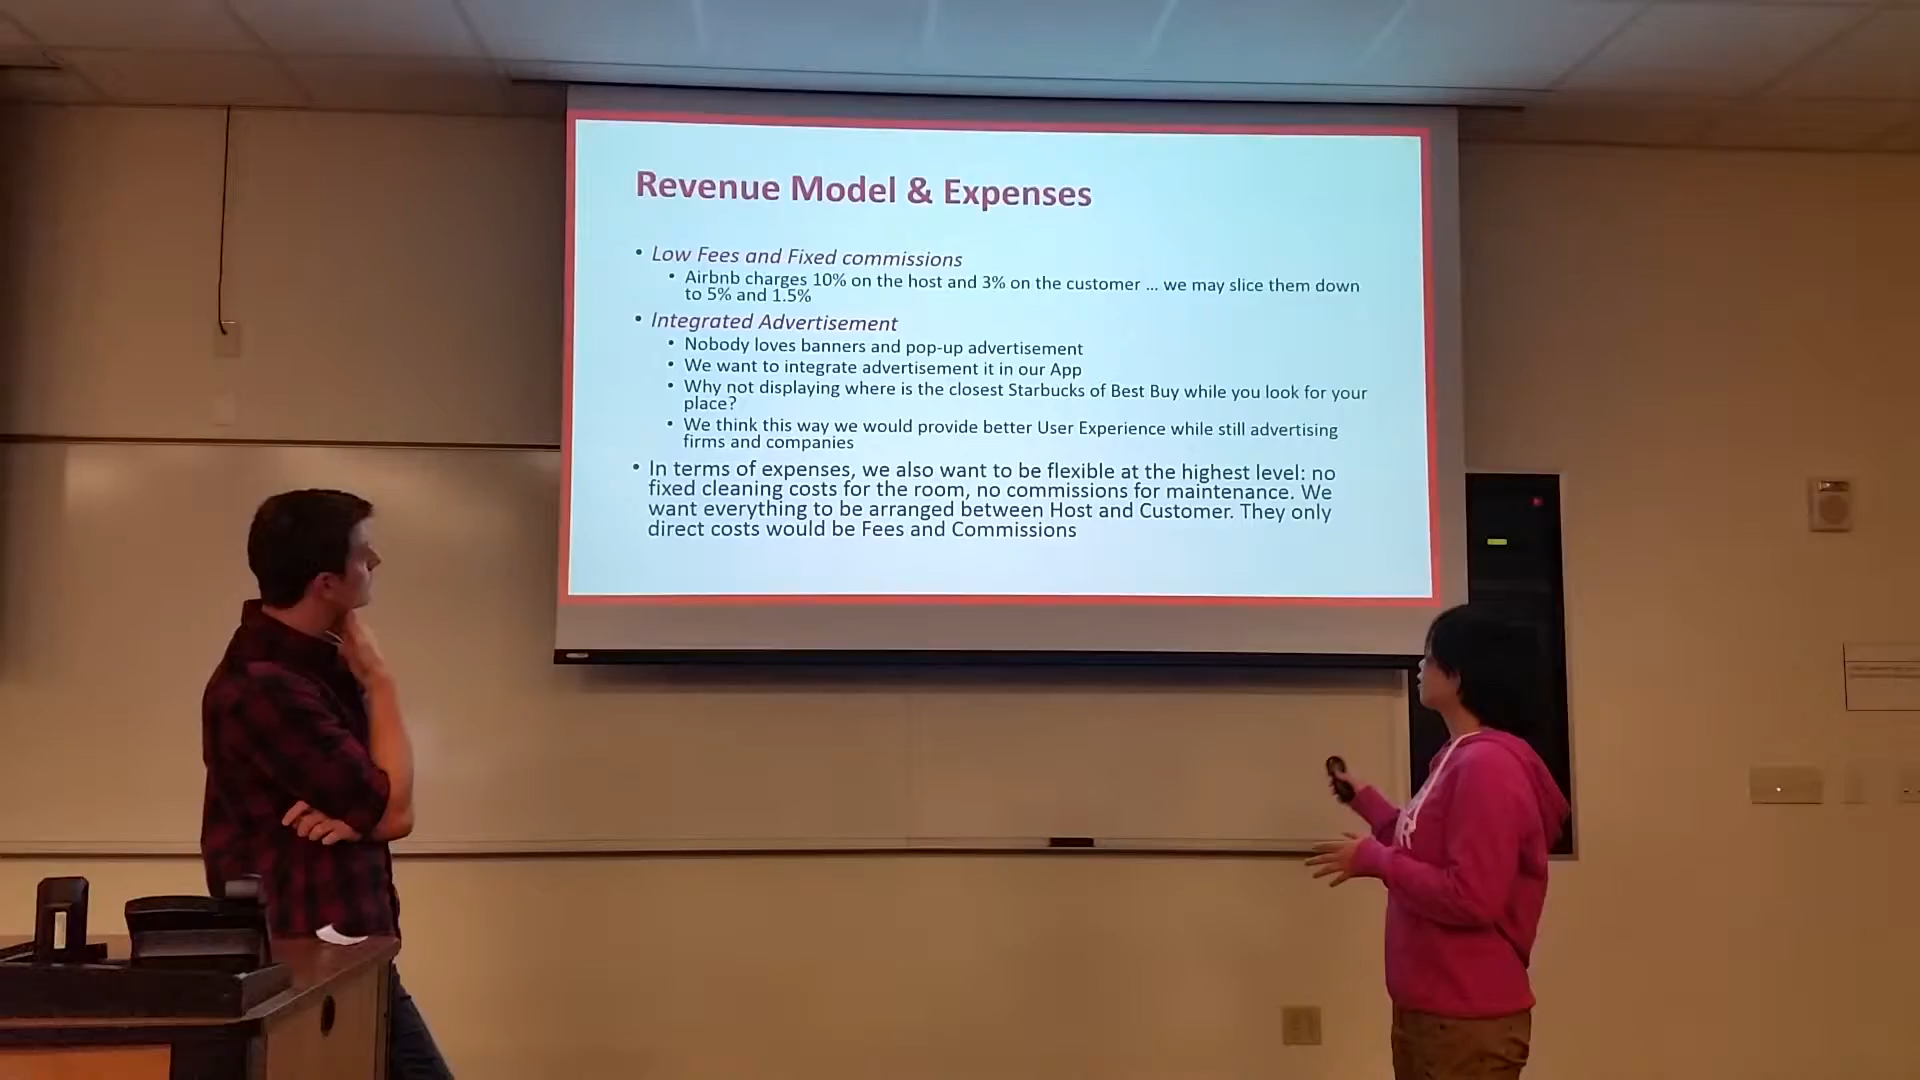 Revenue Model & Expenses
• Low Fees and Fixed commissions
• Airbnb charges 10% on the host and 3% on the customer ... we may slice them down
to 5% and 1.5%
• Integrated Advertisement
• Nobody loves banners and pop-up advertisement
• We want to integrate advertisement it in our App
• Why not displaying where is the closest Starbucks of Best Buy while you look for your
place?
• We think this way we would provide better User Experience while still advertising
firms and companies
• In terms of expenses, we also want to be flexible at the highest level: no
fixed cleaning costs for the room, no commissions for maintenance. We
want everything to be arranged between Host and Customer. They only
direct costs would be Fees and Commissions